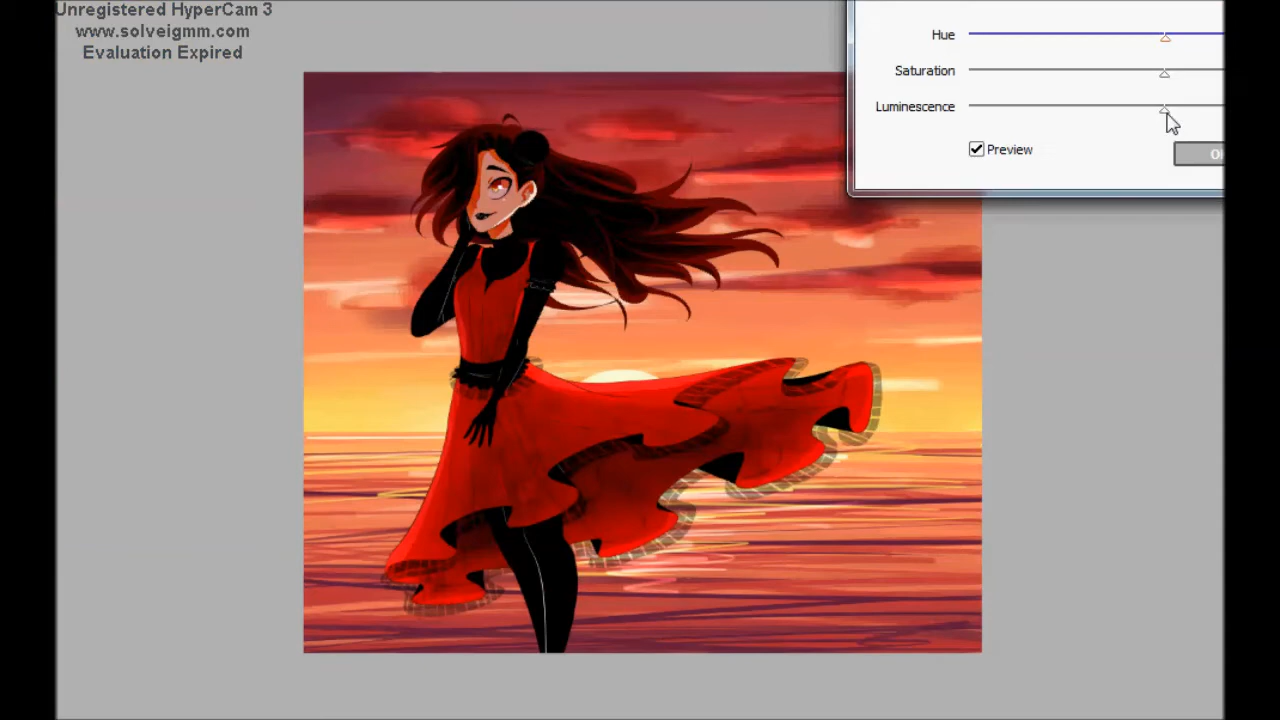 Unregistered HyperCam 3
www.solveigmm.com
Evaluation Expired
Hue
Saturation
Luminescence
Preview